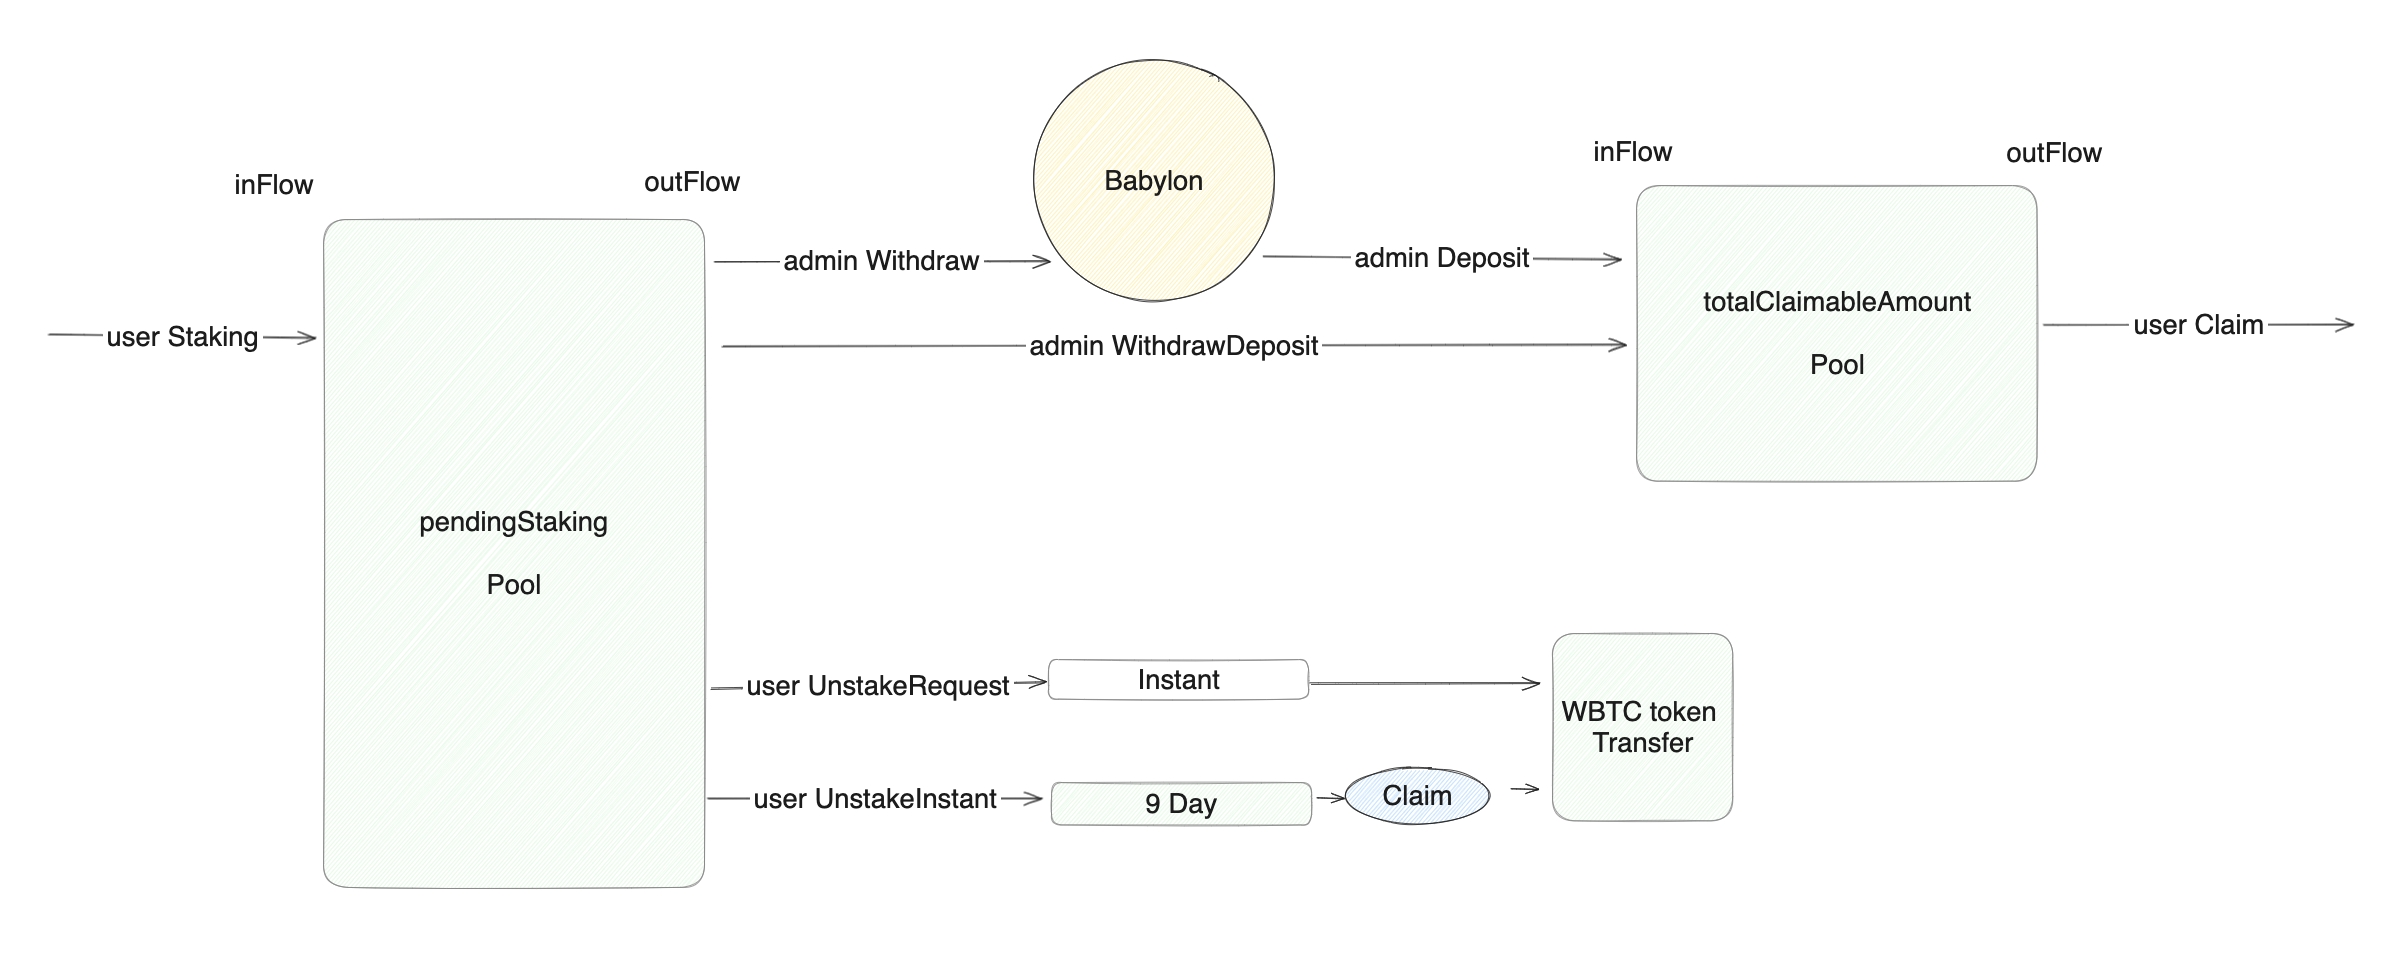 inFlow
outFlow
Babylon
inFlow
outFlow
admin Withdraw
admin Deposit
user Staking
admin WithdrawDeposit
totalClaimableAmount
Pool
user Claim
pendingStaking
Pool
user UnstakeRequest
Instant
WBTC token
Transfer
user UnstakeInstant
9 Day
Claim